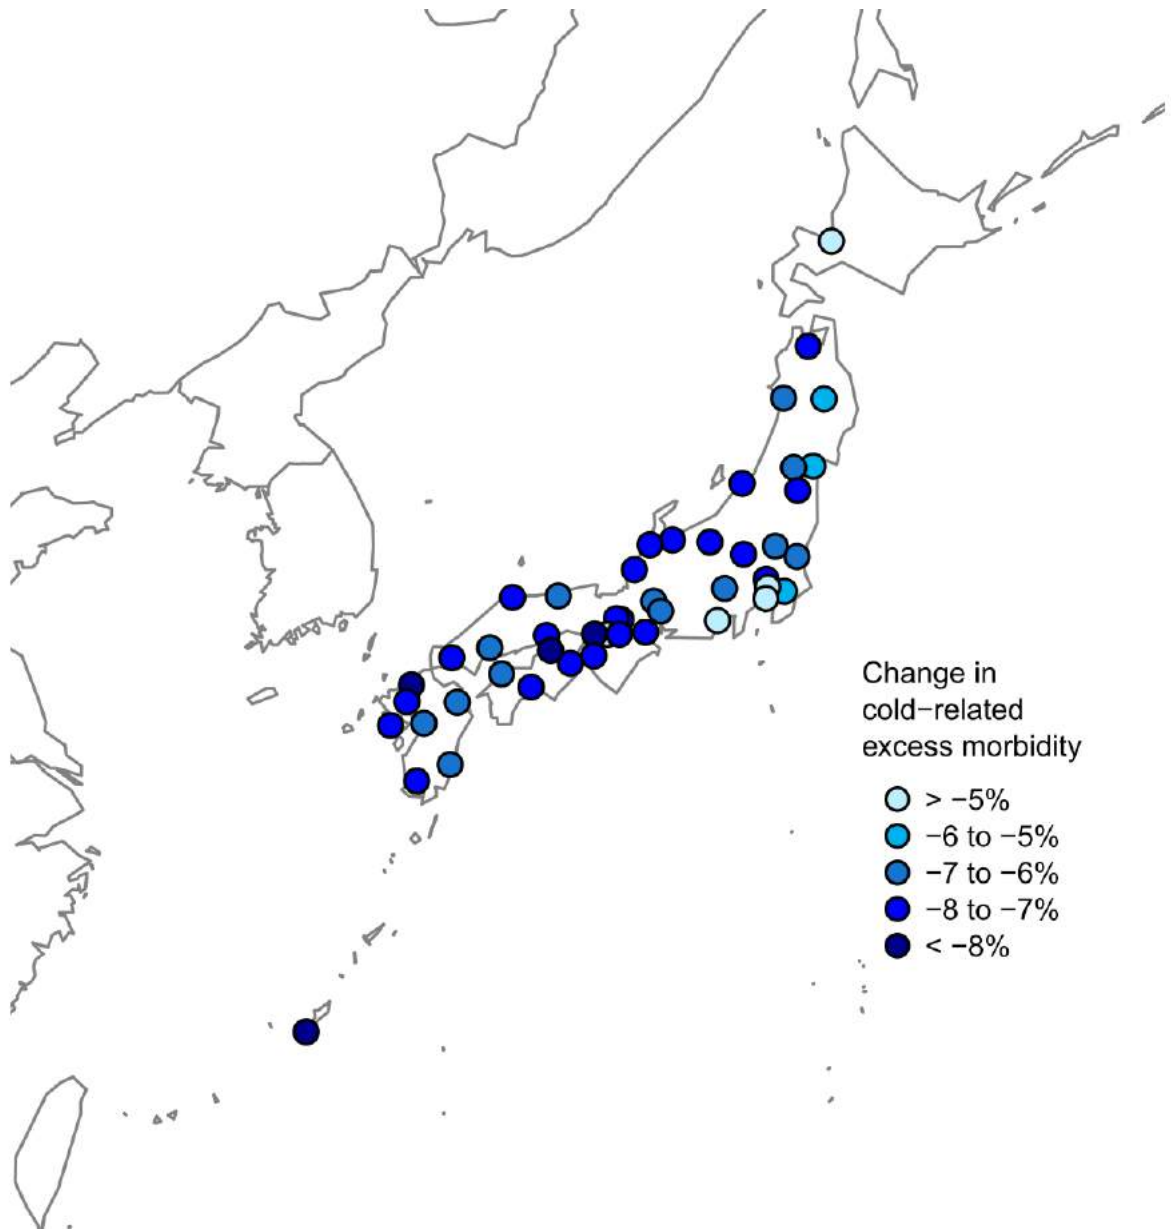 Change in
cold−related
excess morbidity
> −5%
−6 to −5%
−7 to −6%
−8 to −7%
< −8%